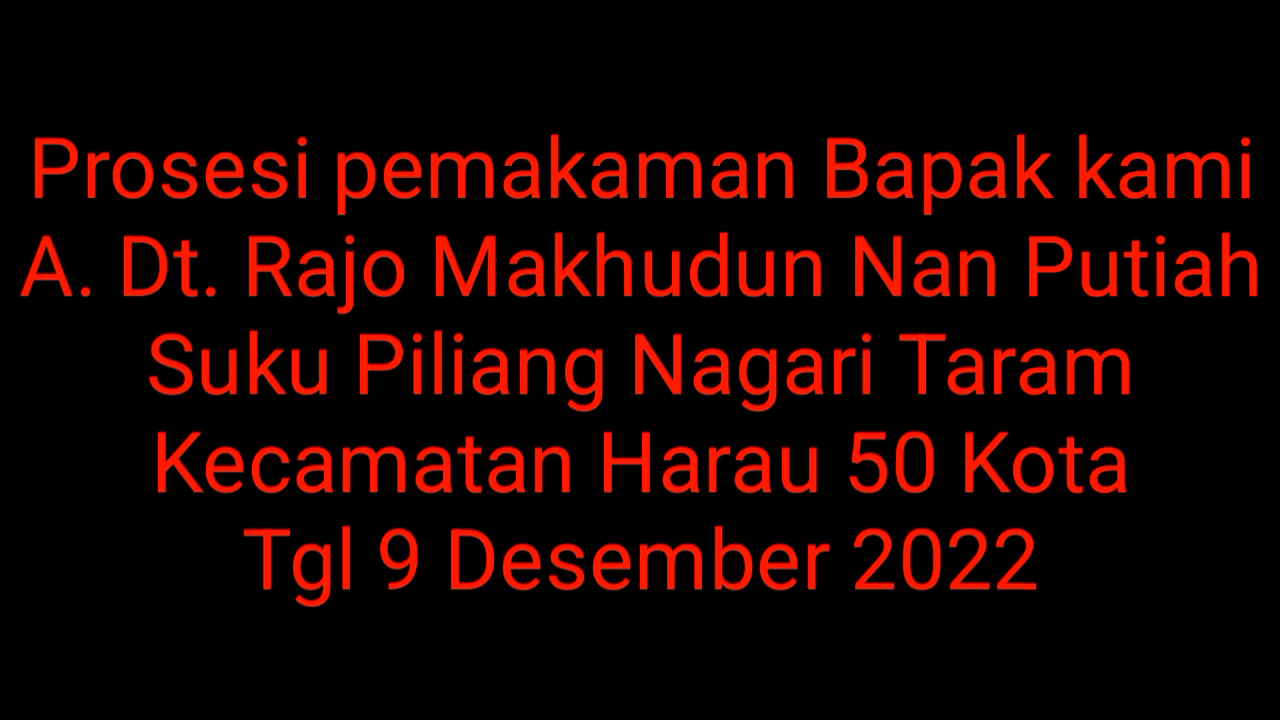 Prosesi pemakaman Bapak kami
A. Dt. Rajo Makhudun Nan Putiah
Suku Piliang Nagari Taram
Kecamatan Harau 50 Kota
Tgl 9 Desember 2022